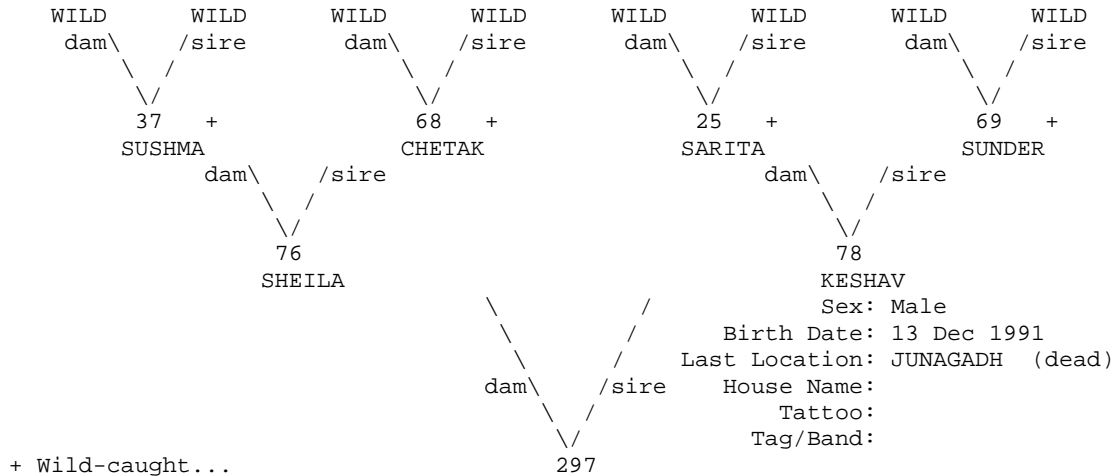 WILD WILD WILD WILD WILD WILD WILD WILD
dam\ /sire dam\ /sire dam\ /sire dam\ /sire
\ / \ / \ / \ /
\/ \/ \/ \/
37 + 68 + 25 + 69 +
SUSHMA CHETAK SARITA SUNDER
dam\ /sire dam\ /sire
\ / \ /
\/ \/
76 78
SHEILA KESHAV
\ / Sex: Male
\ / Birth Date: 13 Dec 1991
\ / Last Location: JUNAGADH (dead)
dam\ /sire House Name:
\ / Tattoo:
\/ Tag/Band:
+ Wild-caught... 297